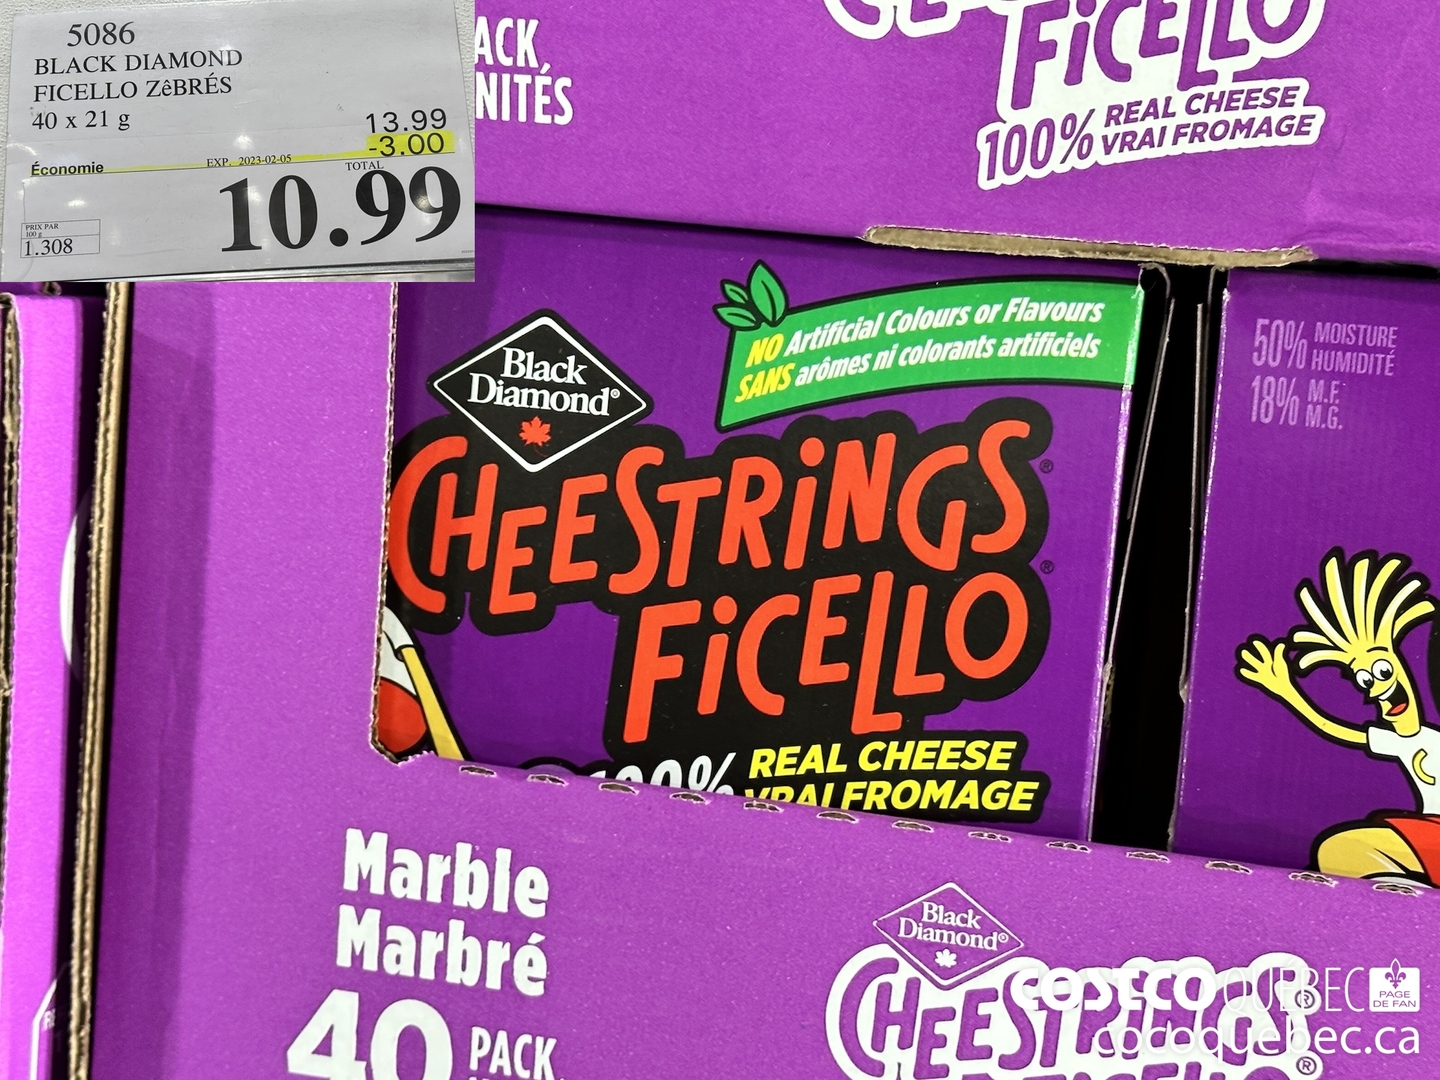 5086
BLACK DIAMOND
FICELLO ZêBRÉS
40 x 21 g
13.99
-3.00
Économie
EXP. 2023-02-05
TOTAL
10.99
PRIX PAR
100 g
1.308
ACK
NITÉS
FiCELLO
100% REAL CHEESE
VRAI FROMAGE
NO Artificial Colours or Flavours
SANS arômes ni colorants artificiels
Black
Diamond®
CHEESTRiNGS®
FiCELLO®
100% REAL CHEESE
VRAI FROMAGE
50% MOISTURE
HUMIDITÉ
18% M.F.
M.G.
Marble
Marbré
40 PACK
Black
Diamond®
CHEESTRiNGS®
FiCELLO®
COSTCO QUÉBEC
PAGE
DE FAN
cocoquebec.ca